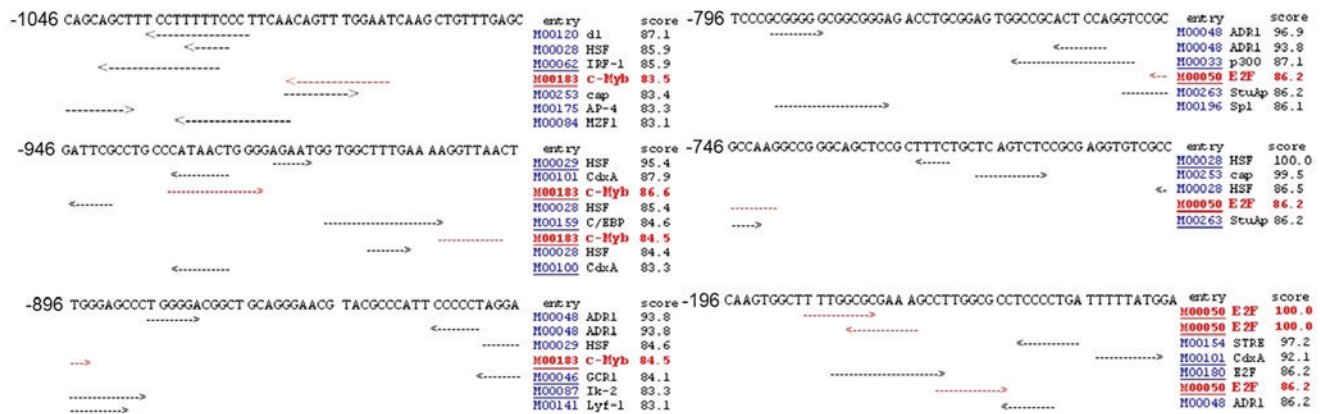 -1046 CAGCAGCTTT CCTTTTTCCC TTCAACAGTT TGGAATCAAG CTGTTTGAGC entry score
M00120 d1 87.1
M00028 HSF 85.9
M00062 IRF-1 85.9
M00183 c-Myb 83.5
M00253 cap 83.4
M00175 AP-4 83.3
M00084 MZF1 83.1
-946 GATTCGCCTG CCCATAACTG GGGAGAATGG TGGCTTTGAA AAGGTTAACT entry score
M00029 HSF 95.4
M00101 CdxA 87.9
M00183 c-Myb 86.6
M00028 HSF 85.4
M00159 C/EBP 84.6
M00183 c-Myb 84.5
M00028 HSF 84.4
M00100 CdxA 83.3
-896 TGGGAGCCCT GGGGACGGCT GCAGGGAACG TACGCCCATT CCCCCTAGGA entry score
M00048 ADR1 93.8
M00048 ADR1 93.8
M00029 HSF 84.6
M00183 c-Myb 84.5
M00046 GCR1 84.1
M00087 Ik-2 83.3
M00141 Lyf-1 83.1
-796 TCCCGCGGGG GCGGCGGGAG ACCTGCGGAG TGGCCGCACT CCAGGTCCGC entry score
M00048 ADR1 96.9
M00048 ADR1 93.8
M00033 p300 87.1
M00050 E2F 86.2
M00263 StuAp 86.2
M00196 Sp1 86.1
-746 GCCAAGGCCG GGCAGCTCCG CTTTCTGCTC AGTCTCCGCG AGGTGTCGCC entry score
M00028 HSF 100.0
M00253 cap 99.5
M00028 HSF 86.5
M00050 E2F 86.2
M00263 StuAp 86.2
-196 CAAGTGGCTT TTGGCGCGAA AGCCTTGGCG CCTCCCCTGA TTTTTATGGA entry score
M00050 E2F 100.0
M00050 E2F 100.0
M00154 STRE 97.2
M00101 CdxA 92.1
M00180 E2F 86.2
M00050 E2F 86.2
M00048 ADR1 86.2